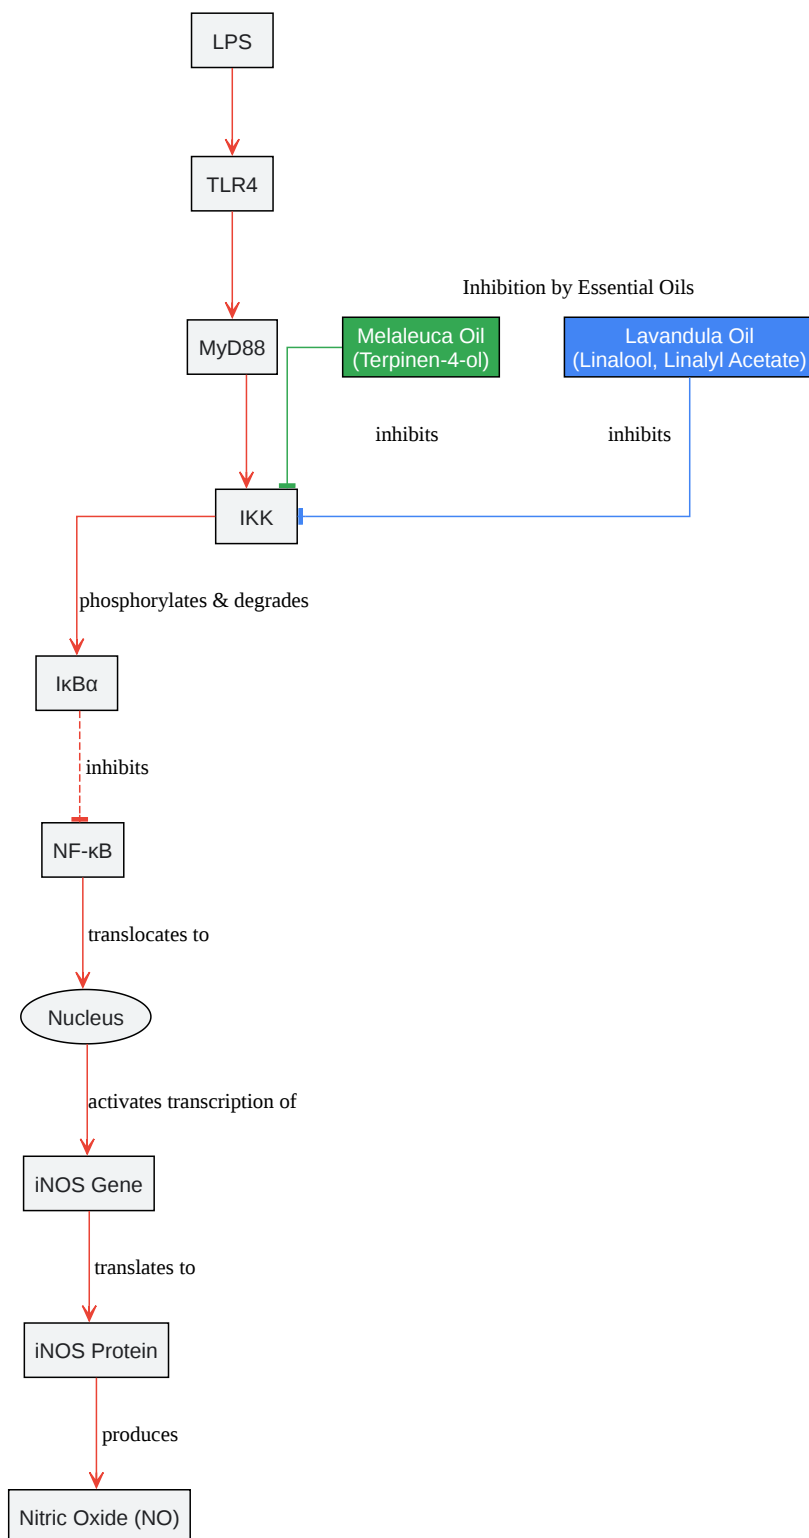 LPS
TLR4
Inhibition by Essential Oils
MyD88
Melaleuca Oil
(Terpinen-4-ol)
Lavandula Oil
(Linalool, Linalyl Acetate)
inhibits
inhibits
IKK
phosphorylates & degrades
IκBα
inhibits
NF-κB
translocates to
Nucleus
activates transcription of
iNOS Gene
translates to
iNOS Protein
produces
Nitric Oxide (NO)